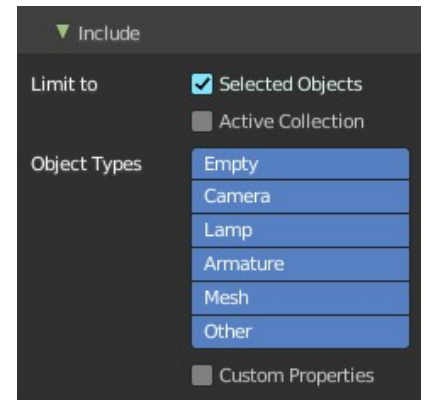 Include
Limit to Selected Objects
Active Collection
Object Types Empty
Camera
Lamp
Armature
Mesh
Other
Custom Properties